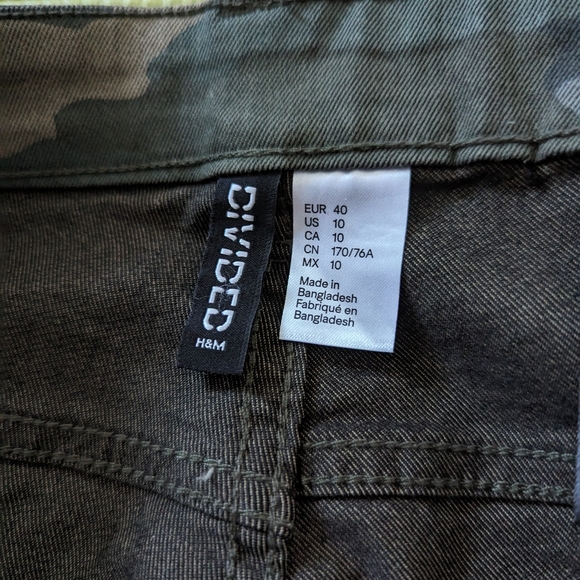 DIVIDED
H&M
EUR 40
US 10
CA 10
CN 170/76A
MX 10
Made in
Bangladesh
Fabriqué en
Bangladesh